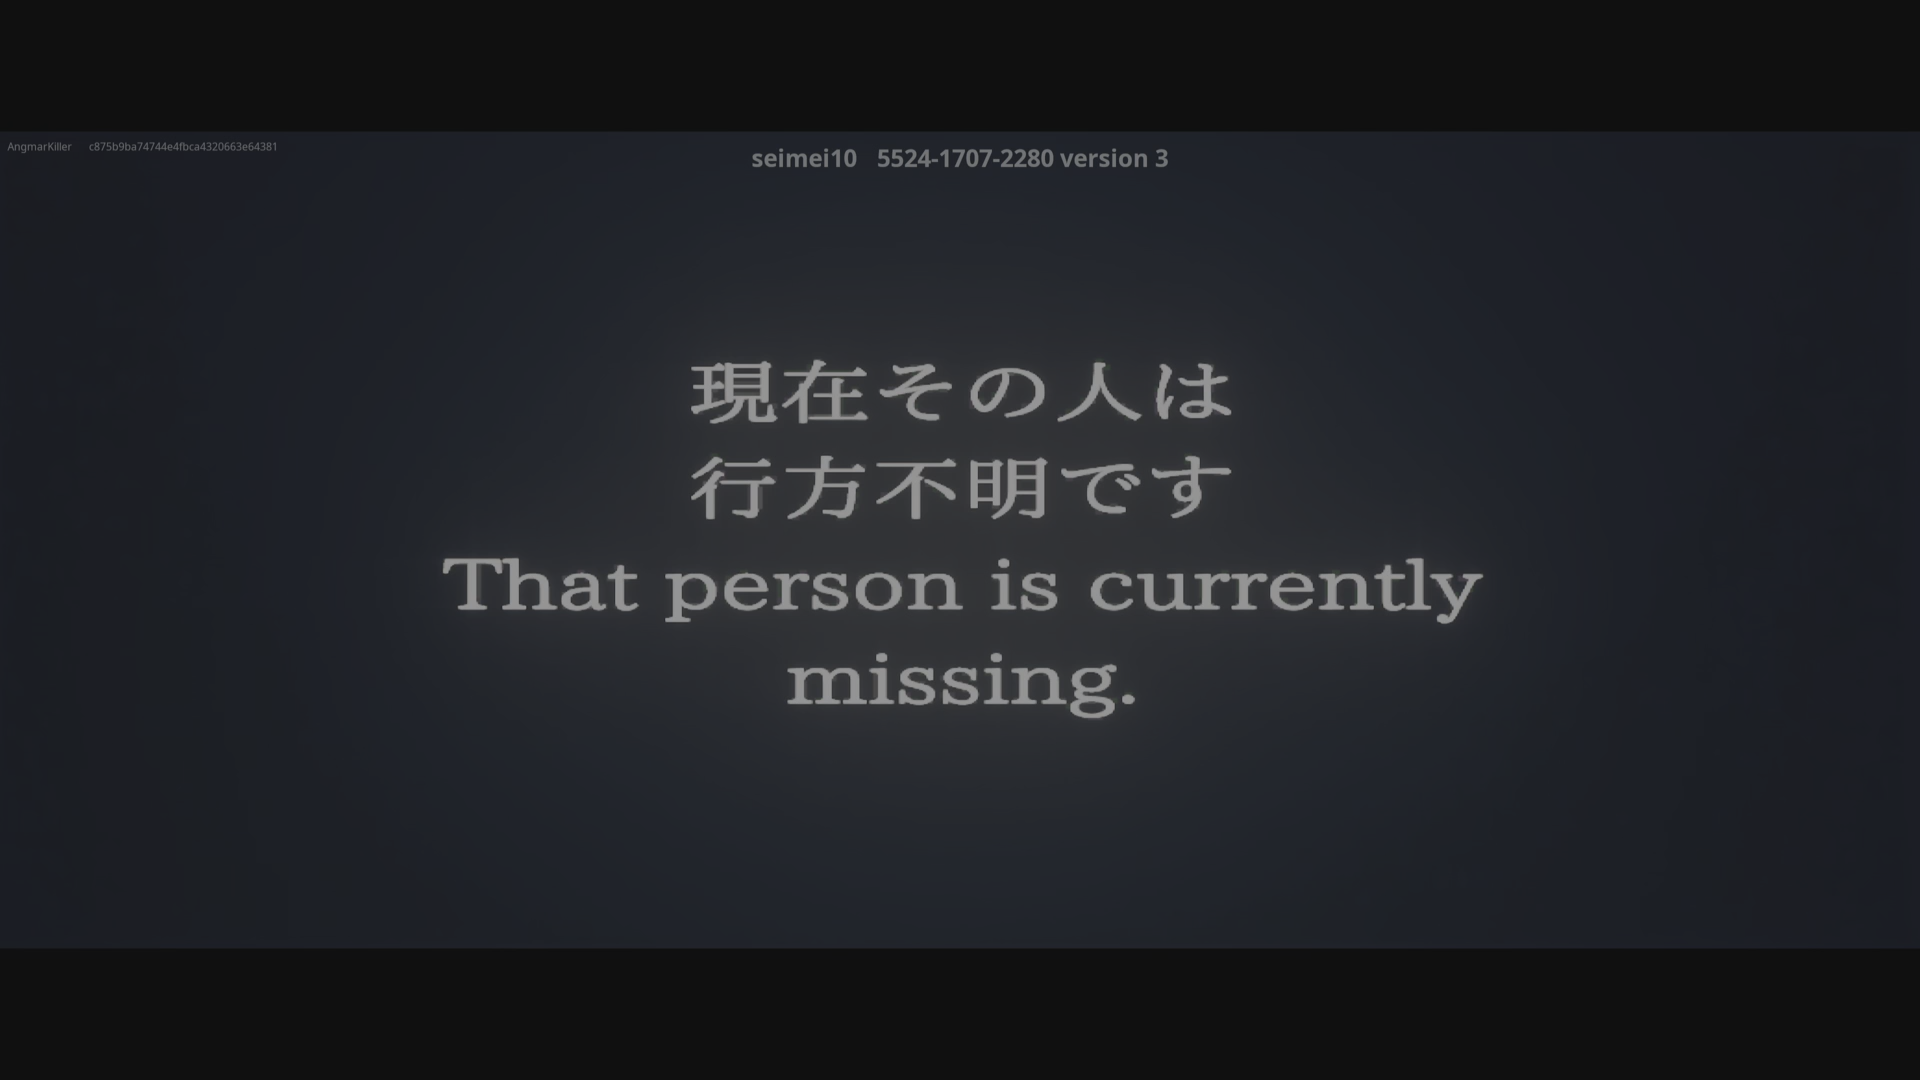 AngmarKiller c875b9ba74744e4fbca4320663e64381
seimei10 5524-1707-2280 version 3
現在その人は
行方不明です
That person is currently
missing.